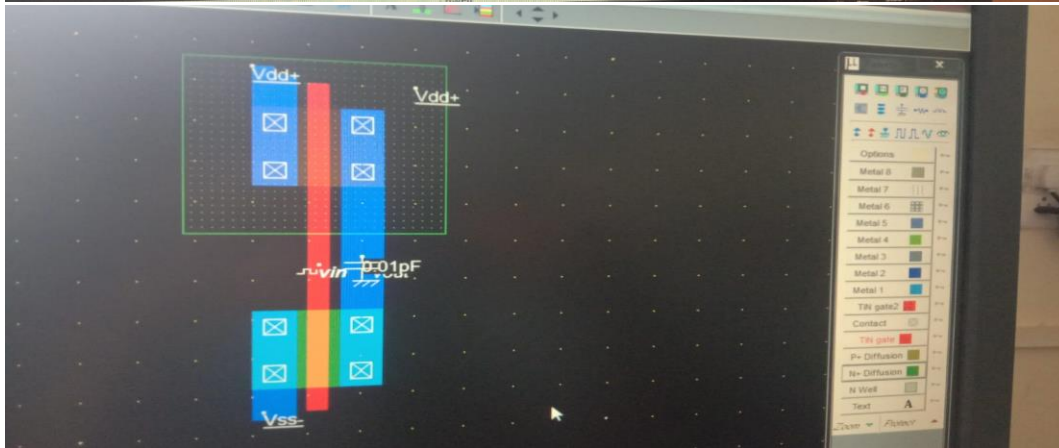 Vdd+
Vdd+
vin
0.01pF
Vss-
Options
Metal 8
Metal 7
Metal 6
Metal 5
Metal 4
Metal 3
Metal 2
Metal 1
TiN gate2
Contact
TiN gate
P+ Diffusion
N+ Diffusion
N Well
Text A
Zoom Protect